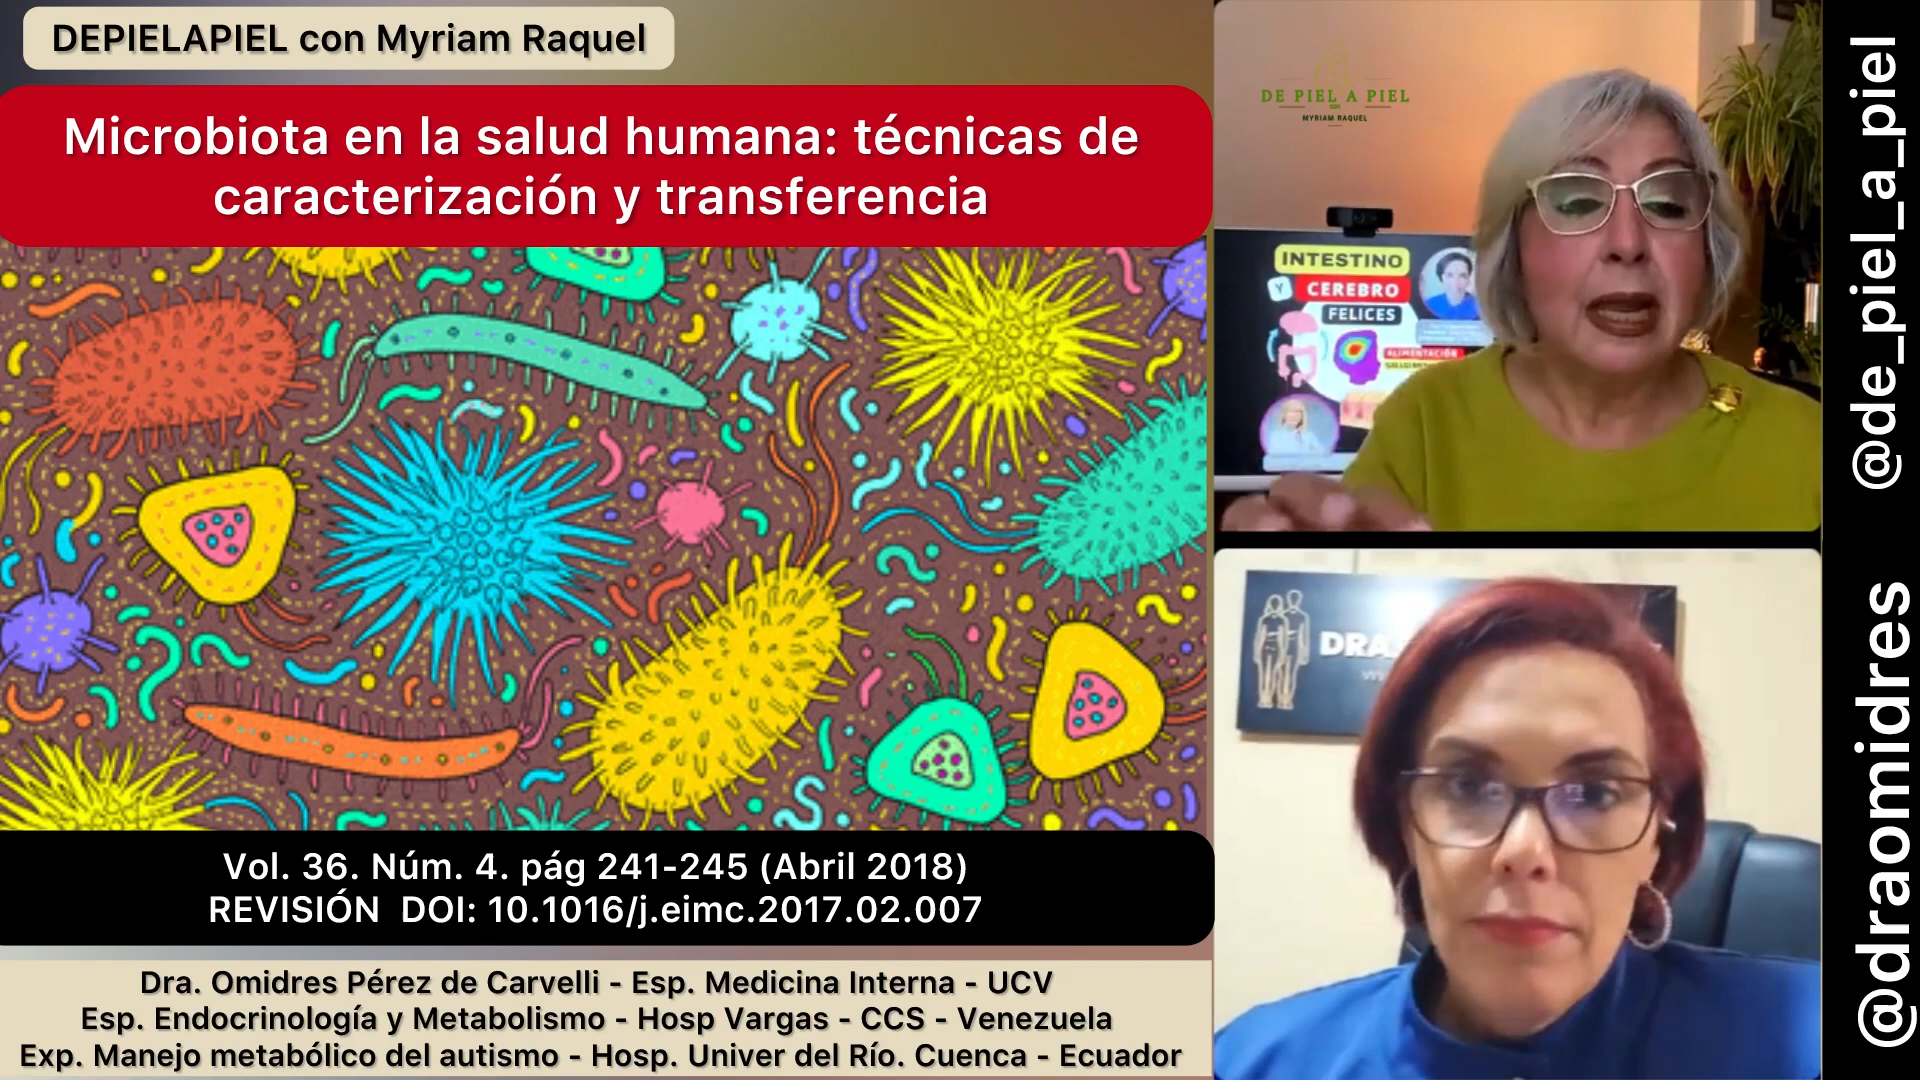 DEPIELAPIEL con Myriam Raquel
Microbiota en la salud humana: técnicas de
caracterización y transferencia
Vol. 36. Núm. 4. pág 241-245 (Abril 2018)
REVISIÓN DOI: 10.1016/j.eimc.2017.02.007
Dra. Omidres Pérez de Carvelli - Esp. Medicina Interna - UCV
Esp. Endocrinología y Metabolismo - Hosp Vargas - CCS - Venezuela
Exp. Manejo metabólico del autismo - Hosp. Univer del Río. Cuenca - Ecuador
DE PIEL A PIEL
MYRIAM RAQUEL
INTESTINO
Y CEREBRO
FELICES
ALIMENTACIÓN
DRA.
@de_piel_a_piel
@draomidres